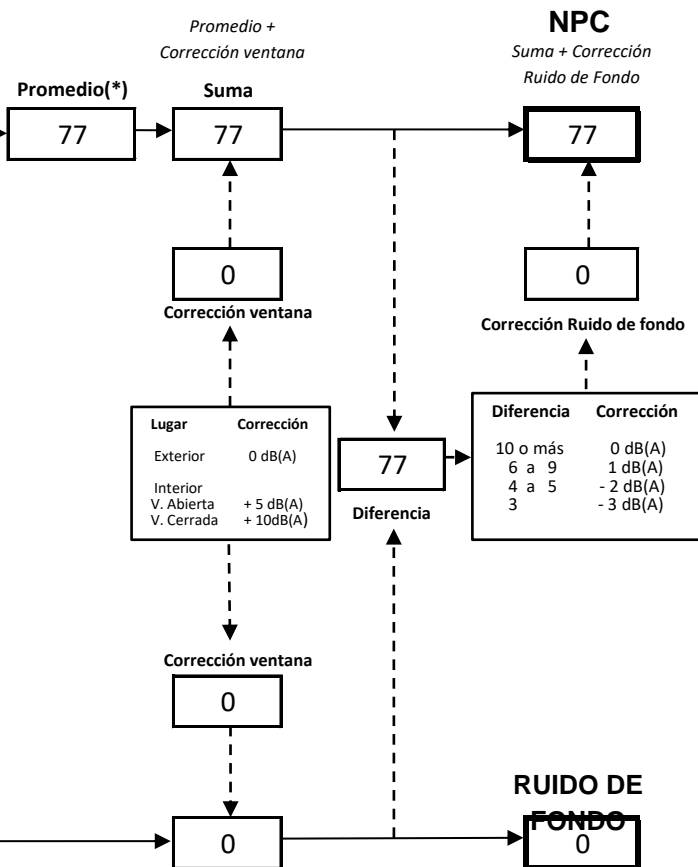 Promedio +
Corrección ventana
NPC
Suma + Corrección
Ruido de Fondo
Promedio(*)
Suma
77
77
77
0
0
Corrección ventana
Corrección Ruido de fondo
Lugar Corrección
Exterior 0 dB(A)
Interior
V. Abierta + 5 dB(A)
V. Cerrada + 10dB(A)
77
Diferencia
Diferencia Corrección
10 o más 0 dB(A)
6 a 9 1 dB(A)
4 a 5 - 2 dB(A)
3 - 3 dB(A)
Corrección ventana
0
RUIDO DE
FONDO
0
0